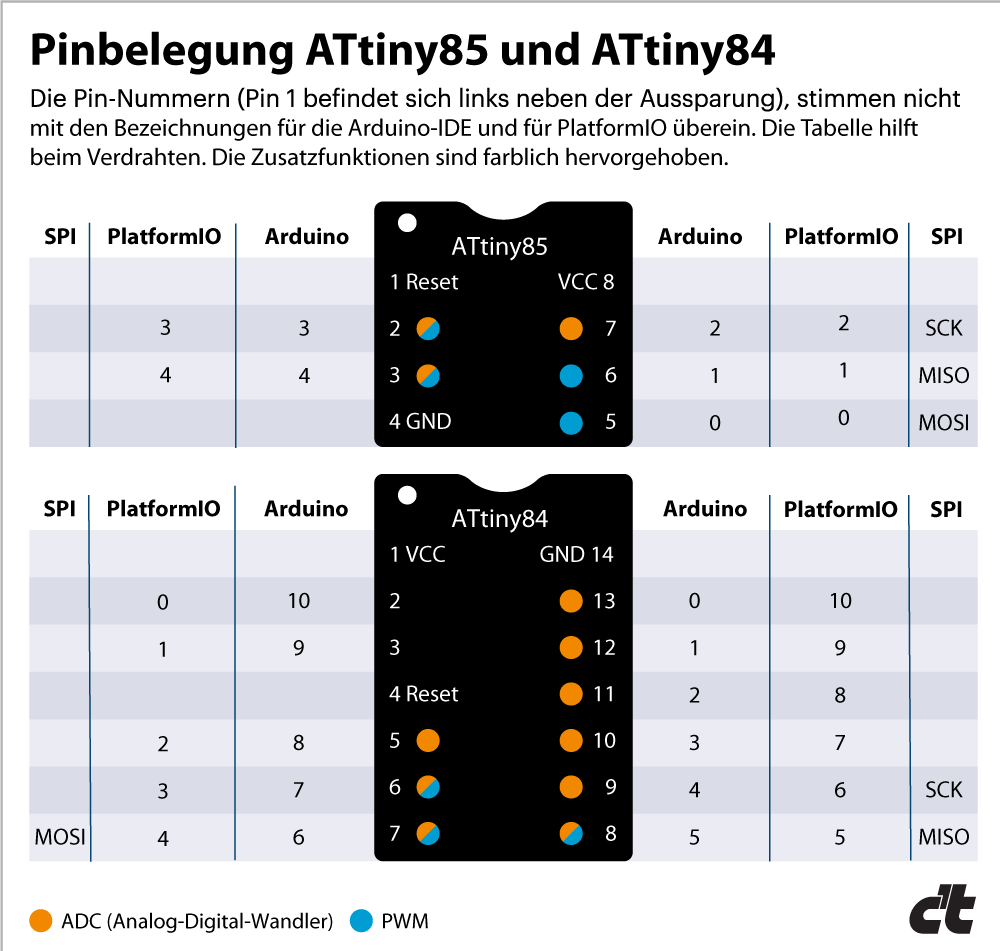 Pinbelegung ATtiny85 und ATtiny84
Die Pin-Nummern (Pin 1 befindet sich links neben der Aussparung), stimmen nicht
mit den Bezeichnungen für die Arduino-IDE und für PlatformIO überein. Die Tabelle hilft
beim Verdrahten. Die Zusatzfunktionen sind farblich hervorgehoben.
SPI PlatformIO Arduino ATtiny85 Arduino PlatformIO SPI
1 Reset VCC 8
3 3 2 7 2 2 SCK
4 4 3 6 1 1 MISO
4 GND 5 0 0 MOSI
SPI PlatformIO Arduino ATtiny84 Arduino PlatformIO SPI
1 VCC GND 14
0 10 2 13 0 10
1 9 3 12 1 9
4 Reset 11 2 8
2 8 5 10 3 7
3 7 6 9 4 6 SCK
MOSI 4 6 7 8 5 5 MISO
ADC (Analog-Digital-Wandler) PWM
c't